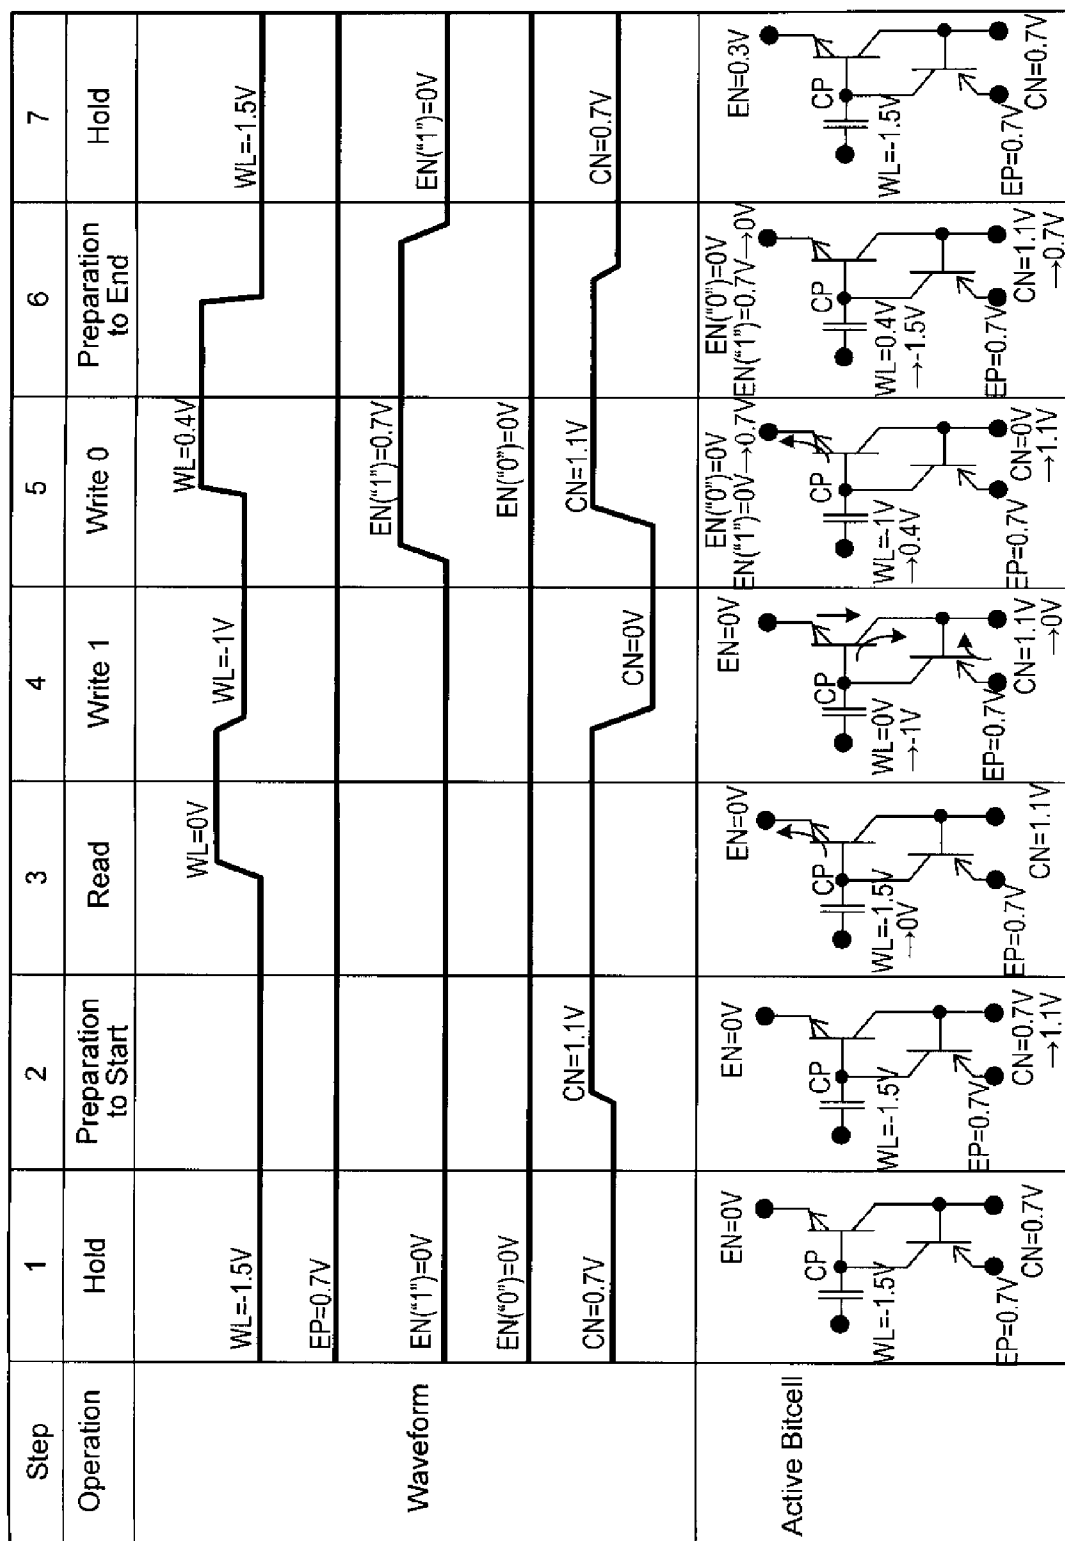 Step
1
2
3
4
5
6
7
Operation
Hold
Preparation
to Start
Read
Write 1
Write 0
Preparation
to End
Hold
Waveform
WL=-1.5V
WL=0V
WL=-1V
WL=0.4V
WL=-1.5V
EP=0.7V
EN("1")=0V
EN("1")=0.7V
EN("1")=0V
EN("0")=0V
EN("0")=0V
CN=0.7V
CN=1.1V
CN=0V
CN=1.1V
CN=0.7V
Active Bitcell
EN=0V
CP
WL=-1.5V
EP=0.7V
CN=0.7V
EN=0V
CP
WL=-1.5V
EP=0.7V
CN=0.7V
→1.1V
EN=0V
CP
WL=-1.5V
→0V
EP=0.7V
CN=1.1V
EN=0V
CP
WL=0V
→-1V
EP=0.7V
CN=1.1V
→0V
EN("0")=0V
EN("1")=0V→0.7V
CP
WL=-1V
→0.4V
EP=0.7V
CN=0V
→1.1V
EN("0")=0V
EN("1")=0.7V→0V
CP
WL=0.4V
→-1.5V
EP=0.7V
CN=1.1V
→0.7V
EN=0.3V
CP
WL=-1.5V
EP=0.7V
CN=0.7V